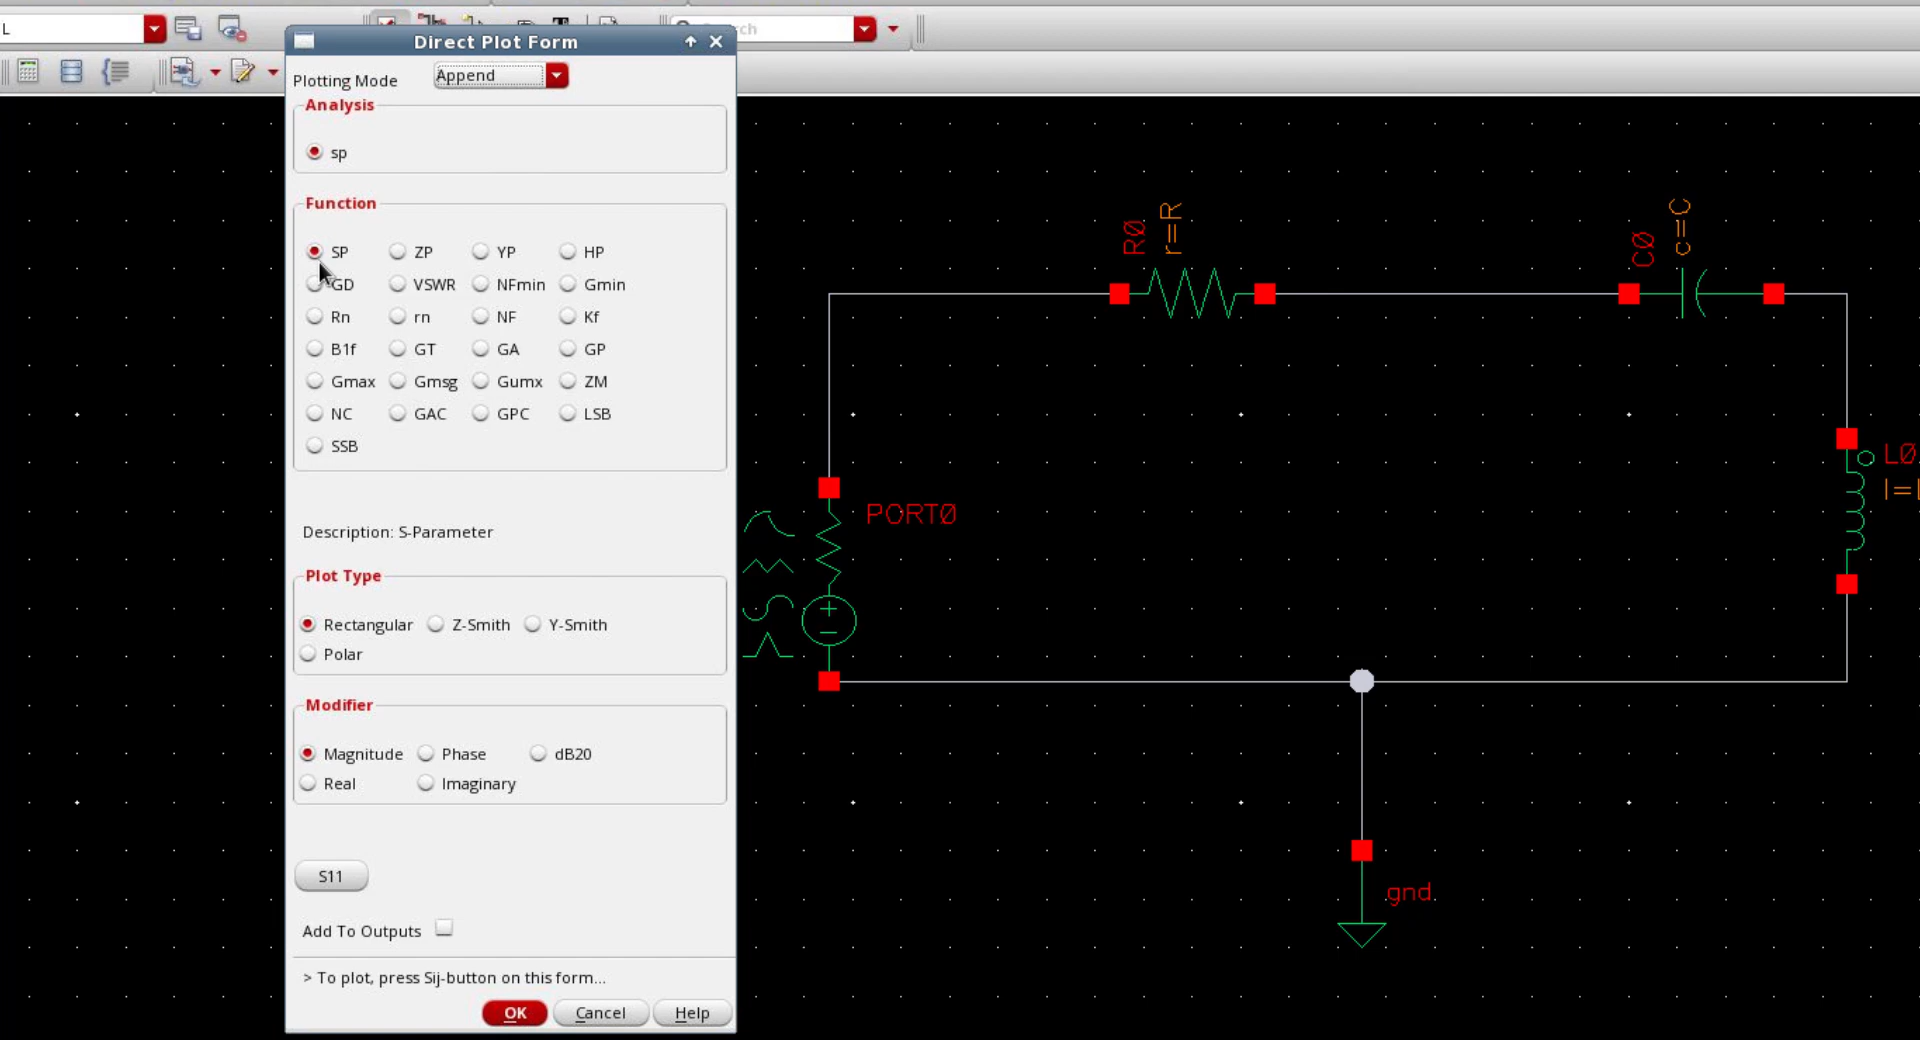 L
rch
Direct Plot Form
Plotting Mode Append
Analysis
sp
Function
SP ZP YP HP
GD VSWR NFmin Gmin
Rn rn NF Kf
B1f GT GA GP
Gmax Gmsg Gumx ZM
NC GAC GPC LSB
SSB
Description: S-Parameter
Plot Type
Rectangular Z-Smith Y-Smith
Polar
Modifier
Magnitude Phase dB20
Real Imaginary
S11
Add To Outputs
> To plot, press Sij-button on this form...
OK Cancel Help
R0
r=R
C0
c=C
L0
PORT0
gnd